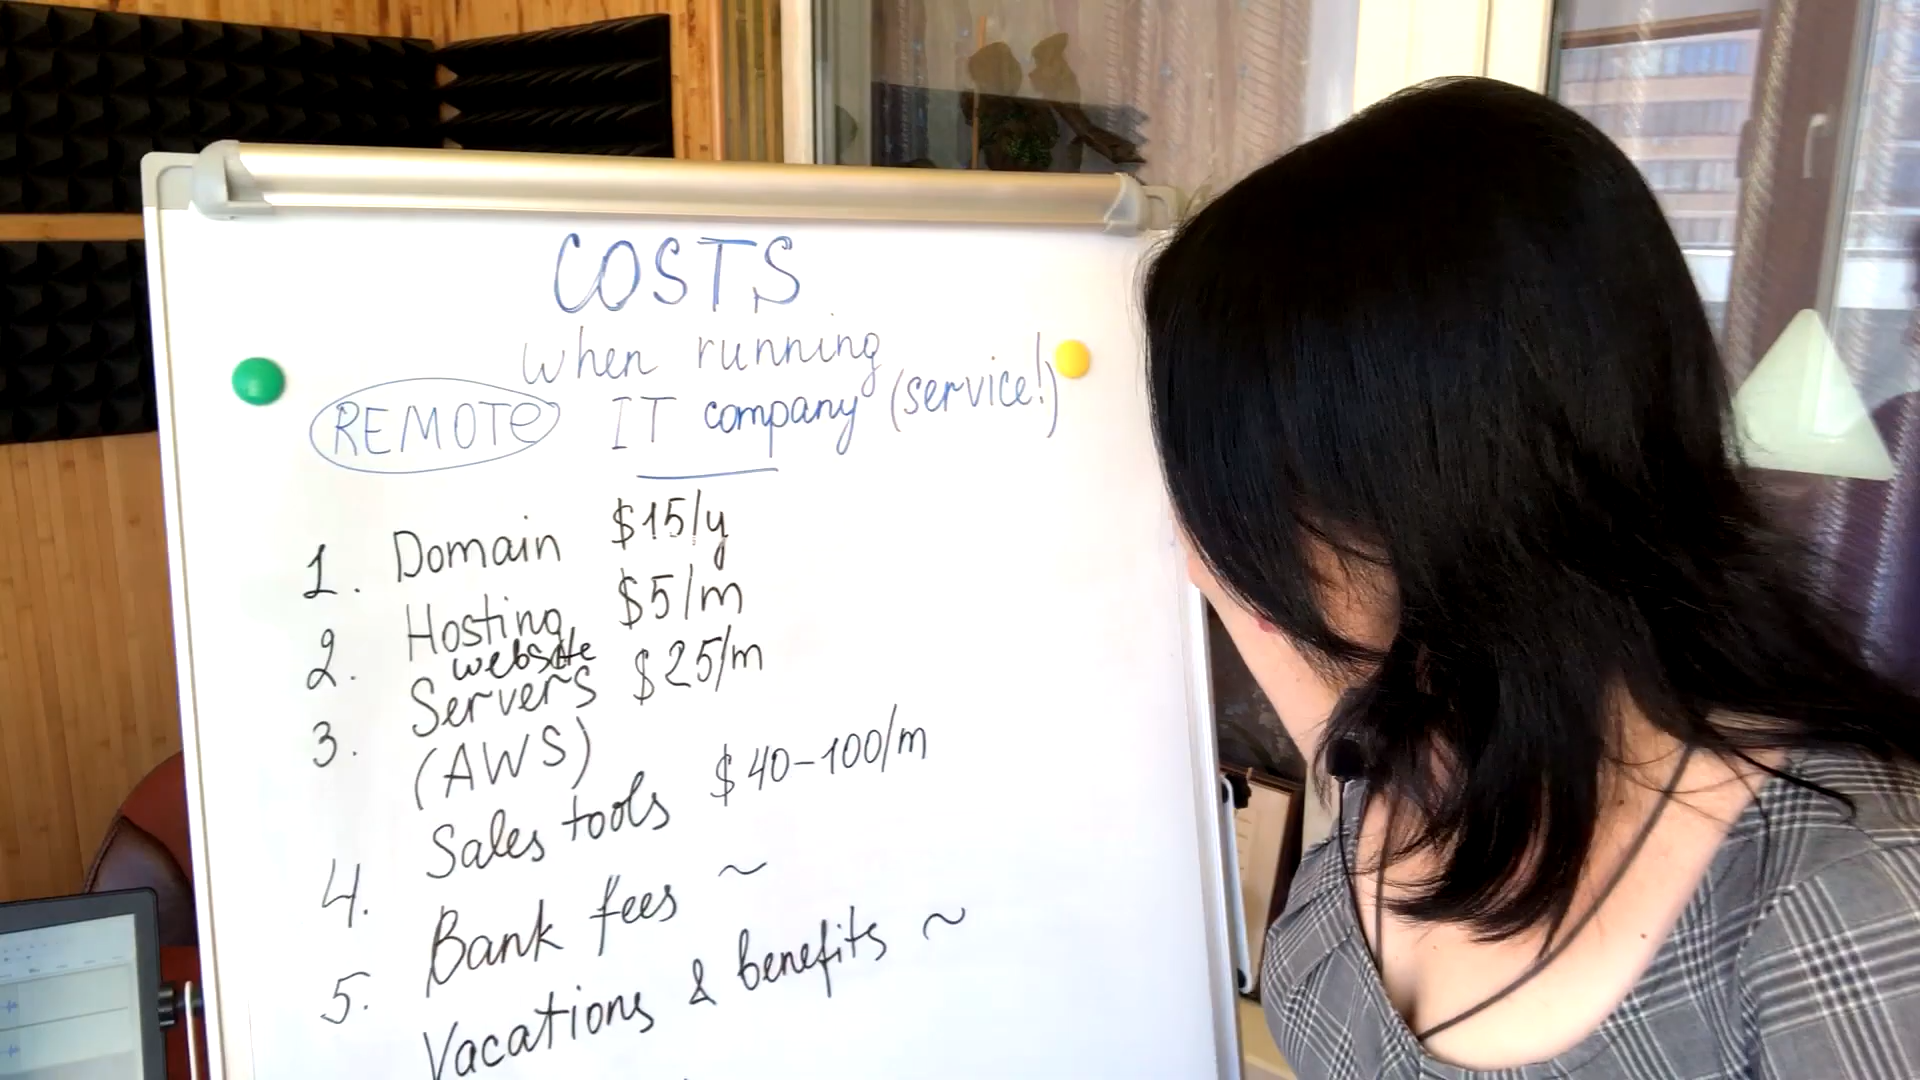 COSTS
when running
REMOTE IT company (service!)
1. Domain $15/y
2. Hosting $5/m
website
3. Servers $25/m
(AWS)
4. Sales tools $40-100/m
5. Bank fees ~
Vacations & benefits ~